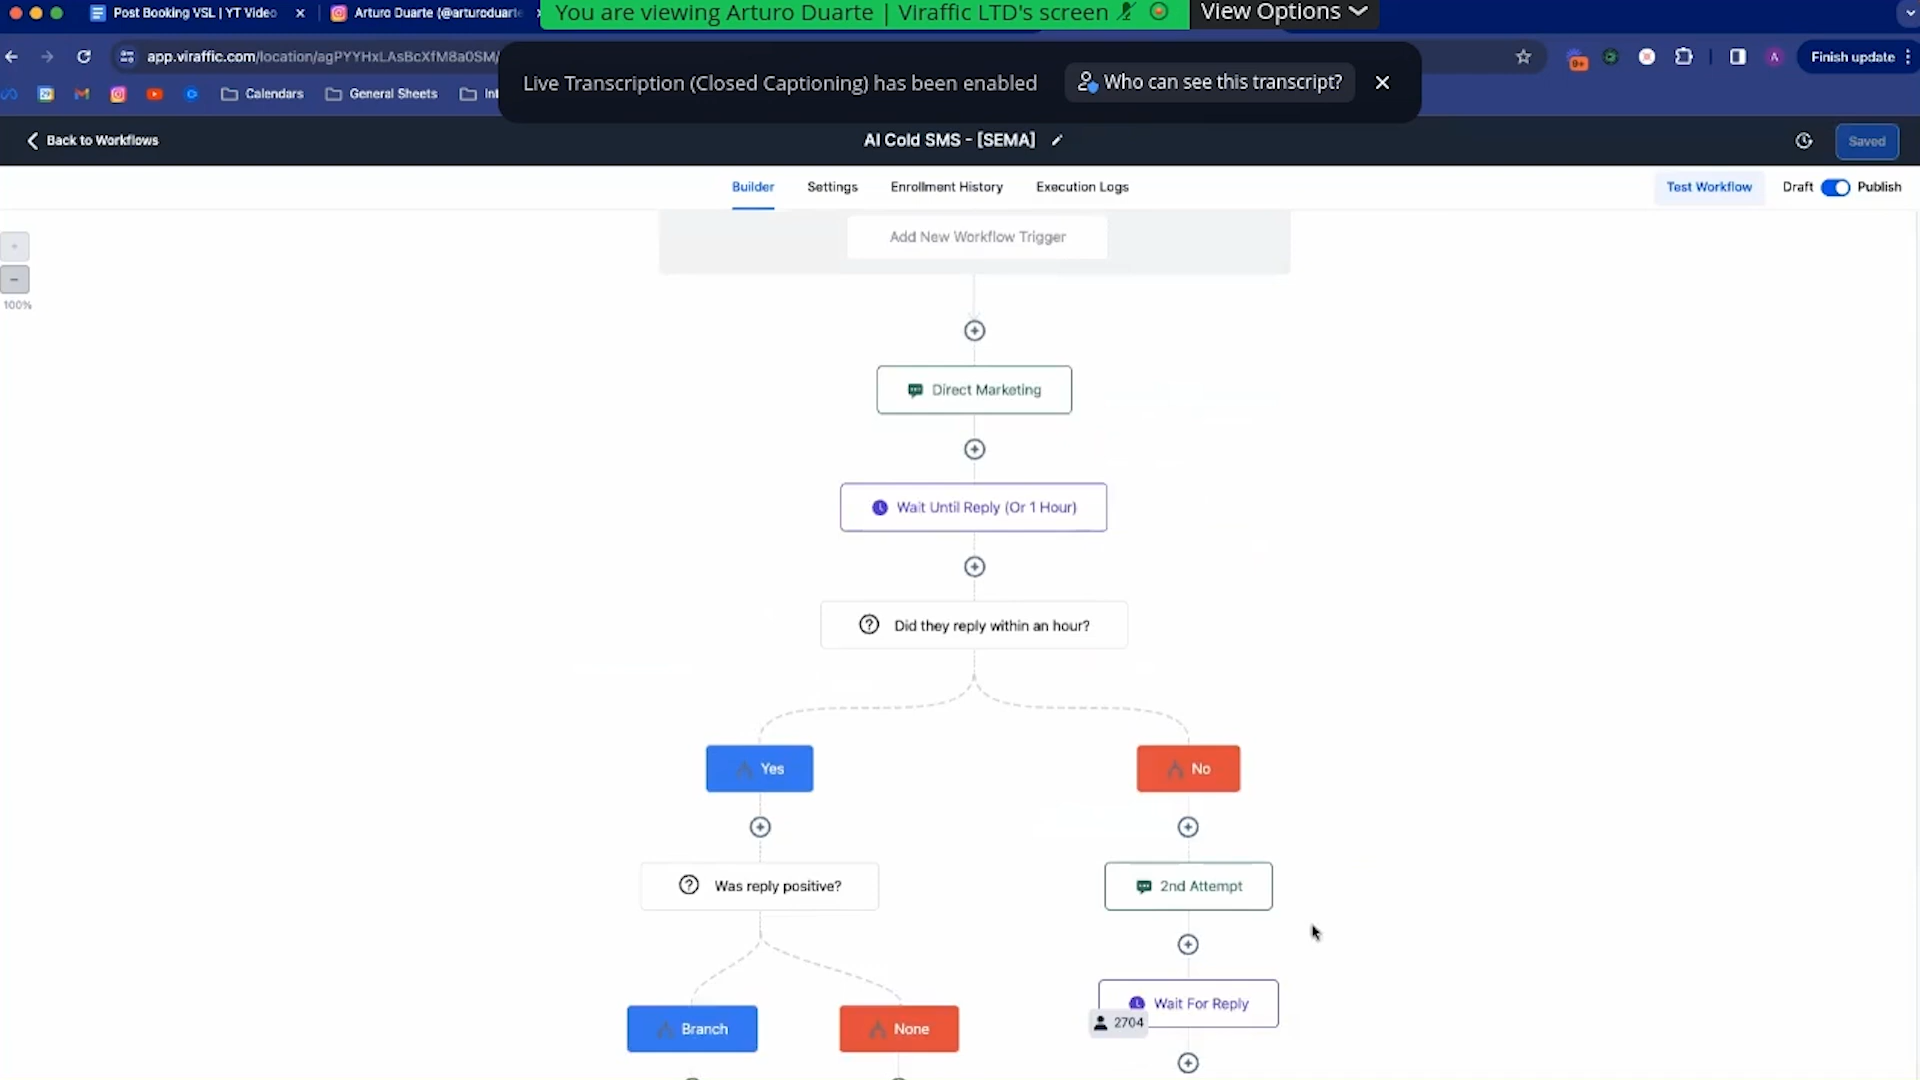 You are viewing Arturo Duarte | Viraffic LTD's screen
View Options
Post Booking VSL | YT Video
Arturo Duarte (@arturoduarte
app.viraffic.com/location/agPYYHxLAsBcXfM8a0SM/
Finish update
9+
A
Live Transcription (Closed Captioning) has been enabled
Who can see this transcript?
Calendars
General Sheets
Back to Workflows
AI Cold SMS - [SEMA]
Saved
Builder
Settings
Enrollment History
Execution Logs
Test Workflow
Draft
Publish
Add New Workflow Trigger
100%
Direct Marketing
Wait Until Reply (Or 1 Hour)
Did they reply within an hour?
Yes
No
Was reply positive?
2nd Attempt
Wait For Reply
2704
Branch
None